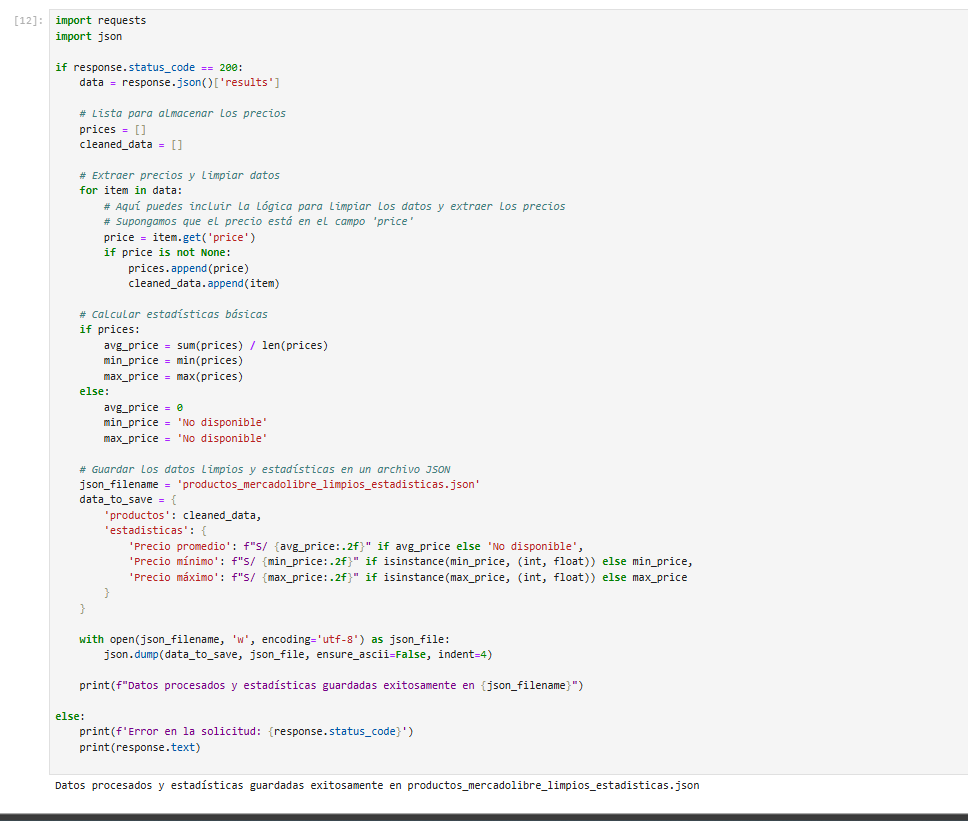 [12]:
import requests
import json
if response.status_code == 200:
    data = response.json()['results']
    # Lista para almacenar los precios
    prices = []
    cleaned_data = []
    # Extraer precios y limpiar datos
    for item in data:
        # Aquí puedes incluir la lógica para limpiar los datos y extraer los precios
        # Supongamos que el precio está en el campo 'price'
        price = item.get('price')
        if price is not None:
            prices.append(price)
            cleaned_data.append(item)
    # Calcular estadísticas básicas
    if prices:
        avg_price = sum(prices) / len(prices)
        min_price = min(prices)
        max_price = max(prices)
    else:
        avg_price = 0
        min_price = 'No disponible'
        max_price = 'No disponible'
    # Guardar los datos limpios y estadísticas en un archivo JSON
    json_filename = 'productos_mercadolibre_limpios_estadisticas.json'
    data_to_save = {
        'productos': cleaned_data,
        'estadisticas': {
            'Precio promedio': f"S/ {avg_price:.2f}" if avg_price else 'No disponible',
            'Precio mínimo': f"S/ {min_price:.2f}" if isinstance(min_price, (int, float)) else min_price,
            'Precio máximo': f"S/ {max_price:.2f}" if isinstance(max_price, (int, float)) else max_price
        }
    }
    with open(json_filename, 'w', encoding='utf-8') as json_file:
        json.dump(data_to_save, json_file, ensure_ascii=False, indent=4)
    print(f"Datos procesados y estadísticas guardadas exitosamente en {json_filename}")
else:
    print(f'Error en la solicitud: {response.status_code}')
    print(response.text)
Datos procesados y estadísticas guardadas exitosamente en productos_mercadolibre_limpios_estadisticas.json